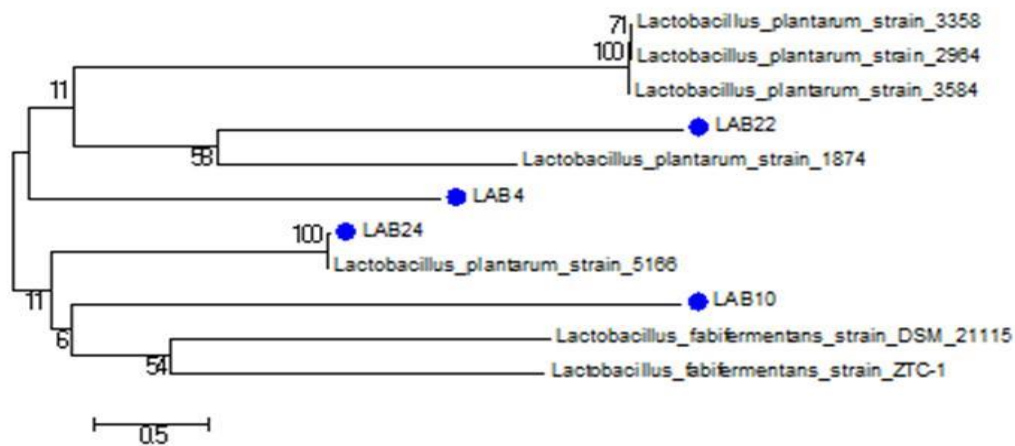 Lactobacillus_plantarum_strain_3358
71
100
Lactobacillus_plantarum_strain_2964
Lactobacillus_plantarum_strain_3584
11
LAB22
58
Lactobacillus_plantarum_strain_1874
LAB4
100
LAB24
Lactobacillus_plantarum_strain_5166
11
LAB10
6
Lactobacillus_fabifermentans_strain_DSM_21115
54
Lactobacillus_fabifermentans_strain_ZTC-1
0.5